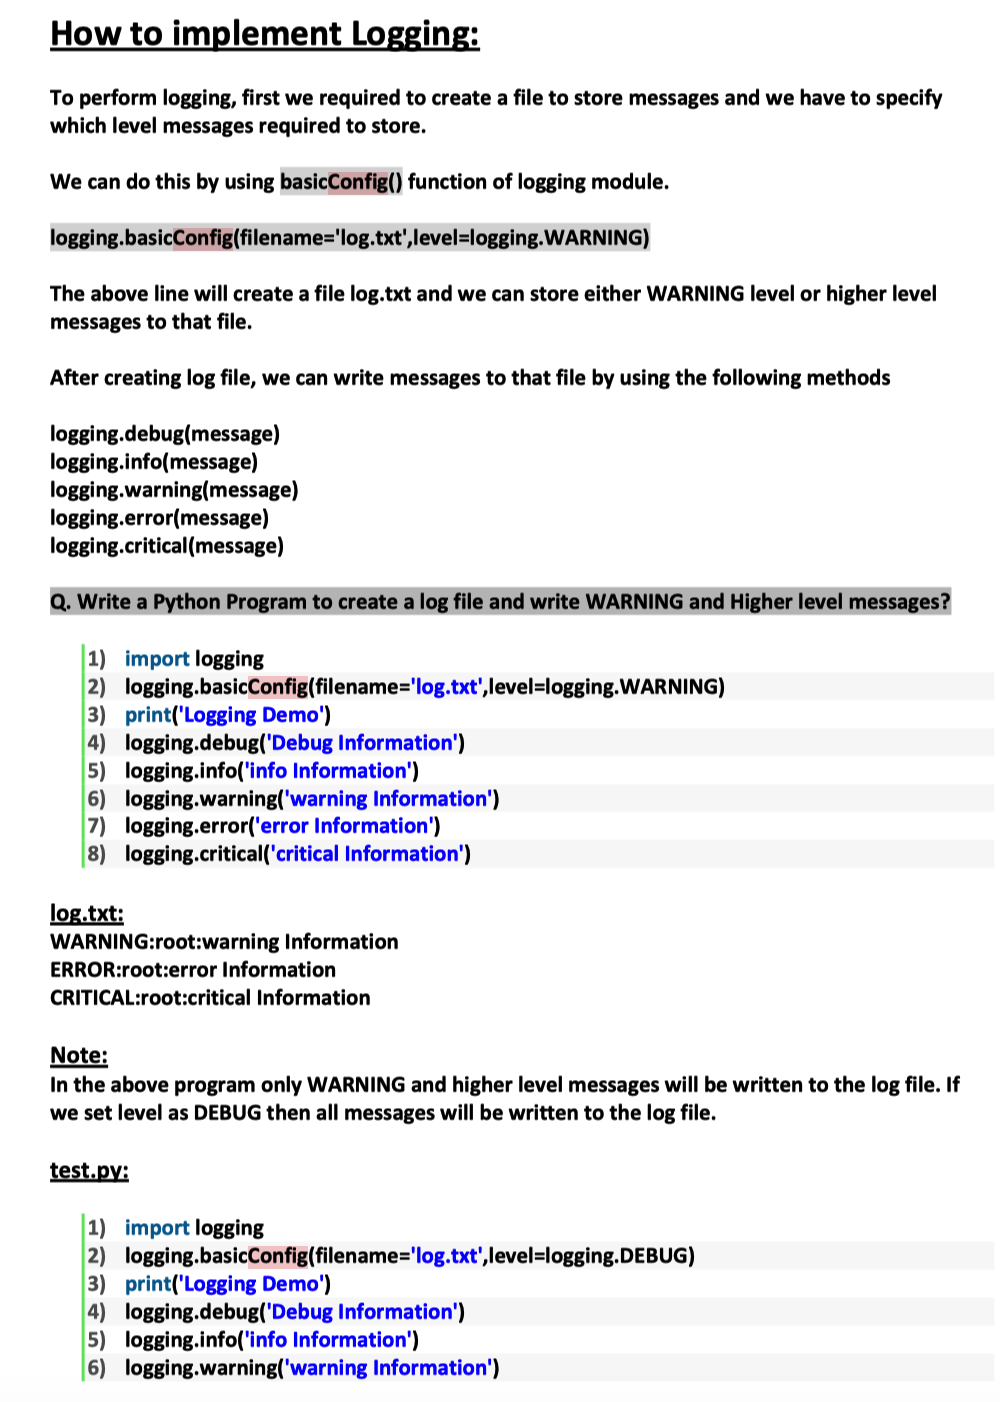 How to implement Logging:
To perform logging, first we required to create a file to store messages and we have to specify
which level messages required to store.
We can do this by using basicConfig() function of logging module.
logging.basicConfig(filename='log.txt',level=logging.WARNING)
The above line will create a file log.txt and we can store either WARNING level or higher level
messages to that file.
After creating log file, we can write messages to that file by using the following methods
logging.debug(message)
logging.info(message)
logging.warning(message)
logging.error(message)
logging.critical(message)
Q. Write a Python Program to create a log file and write WARNING and Higher level messages?
1) import logging
2) logging.basicConfig(filename='log.txt',level=logging.WARNING)
3) print('Logging Demo')
4) logging.debug('Debug Information')
5) logging.info('info Information')
6) logging.warning('warning Information')
7) logging.error('error Information')
8) logging.critical('critical Information')
log.txt:
WARNING:root:warning Information
ERROR:root:error Information
CRITICAL:root:critical Information
Note:
In the above program only WARNING and higher level messages will be written to the log file. If
we set level as DEBUG then all messages will be written to the log file.
test.py:
1) import logging
2) logging.basicConfig(filename='log.txt',level=logging.DEBUG)
3) print('Logging Demo')
4) logging.debug('Debug Information')
5) logging.info('info Information')
6) logging.warning('warning Information')